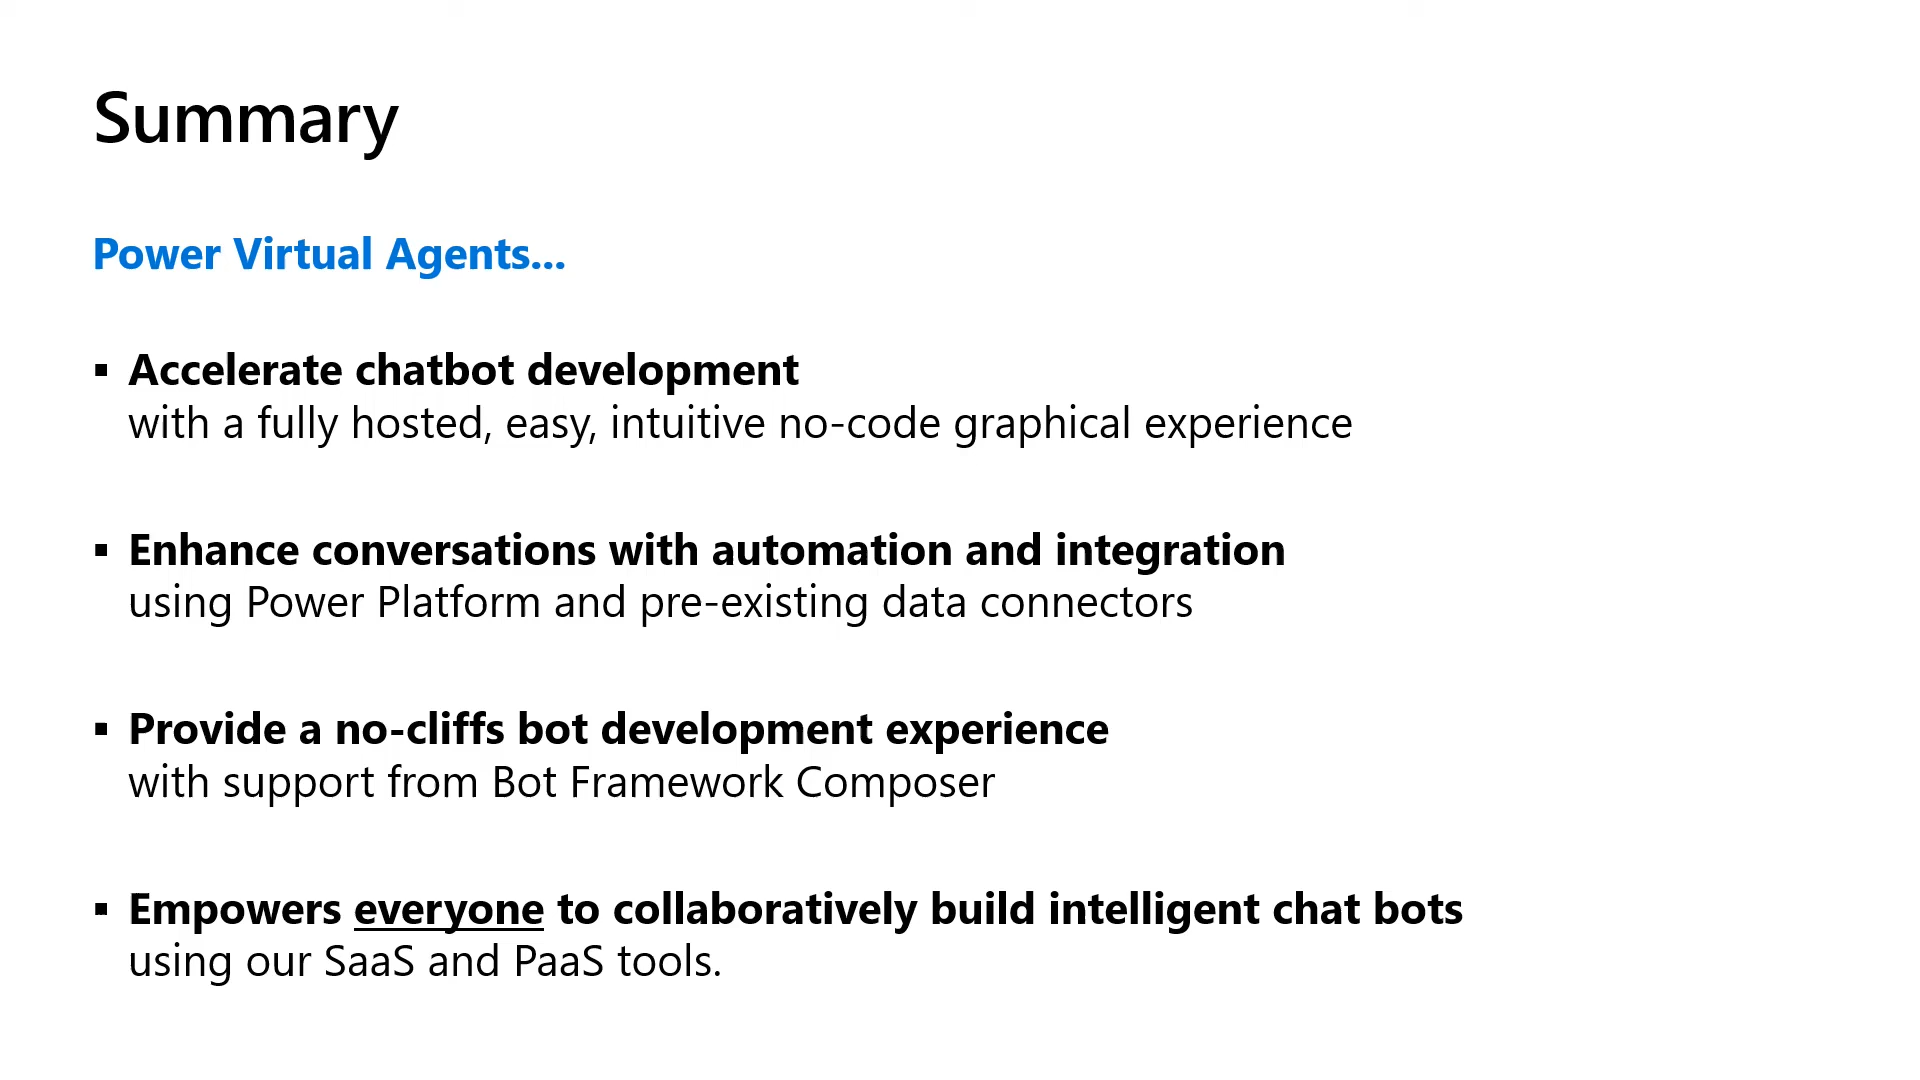 Summary
Power Virtual Agents...
▪ Accelerate chatbot development
with a fully hosted, easy, intuitive no-code graphical experience
▪ Enhance conversations with automation and integration
using Power Platform and pre-existing data connectors
▪ Provide a no-cliffs bot development experience
with support from Bot Framework Composer
▪ Empowers everyone to collaboratively build intelligent chat bots
using our SaaS and PaaS tools.